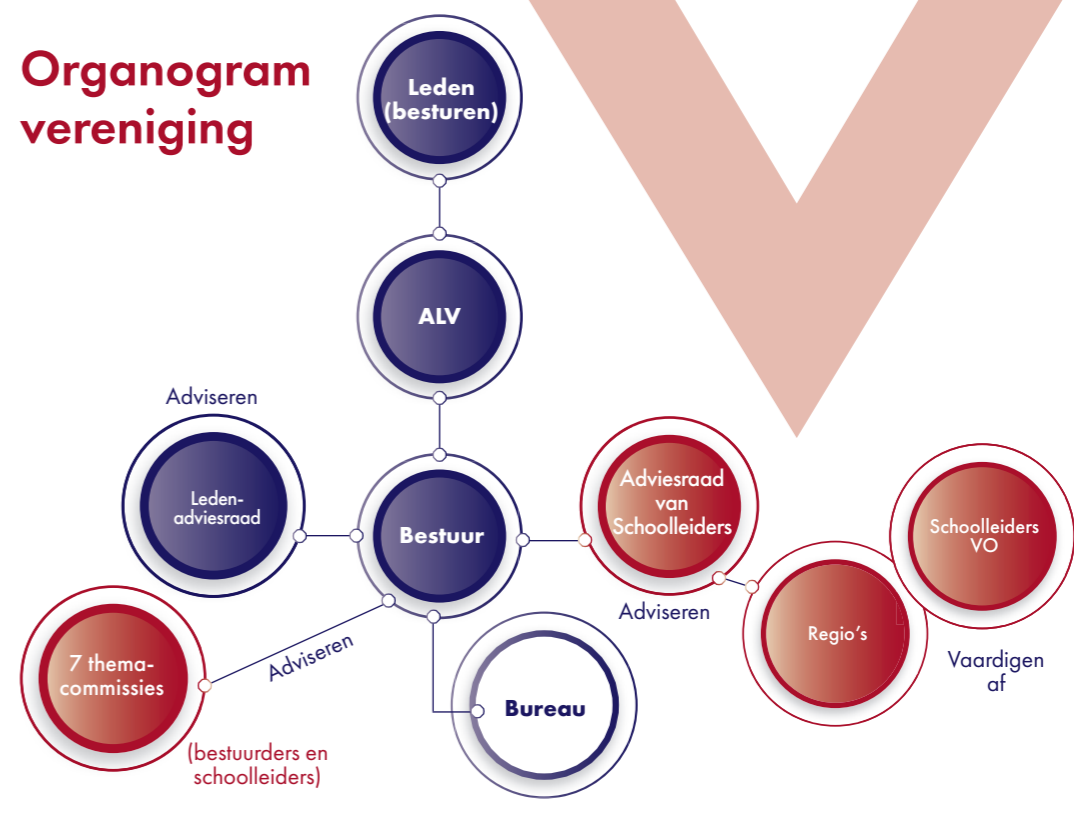 Organogram
vereniging
Leden
(besturen)
ALV
Adviseren
Leden-
adviesraad
Bestuur
Adviesraad
van
Schoolleiders
Schoolleiders
VO
Adviseren
Regio's
Vaardigen
af
7 thema-
commissies
Adviseren
Bureau
(bestuurders en
schoolleiders)